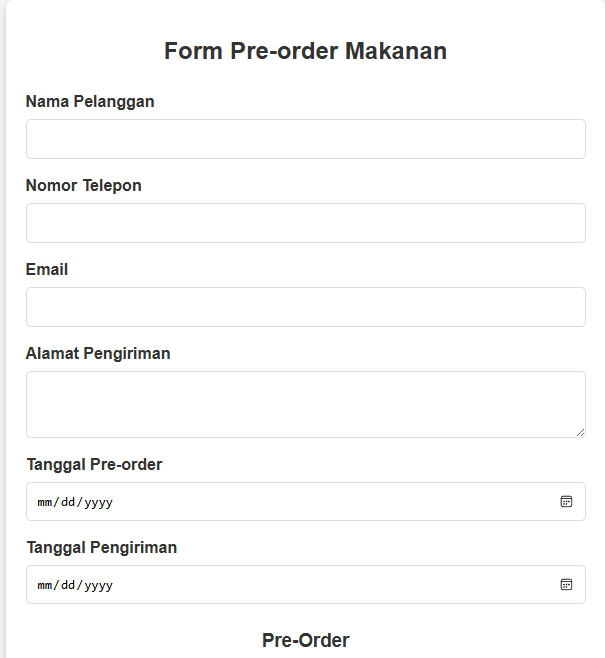 Form Pre-order Makanan
Nama Pelanggan
Nomor Telepon
Email
Alamat Pengiriman
Tanggal Pre-order
mm/dd/yyyy
Tanggal Pengiriman
mm/dd/yyyy
Pre-Order